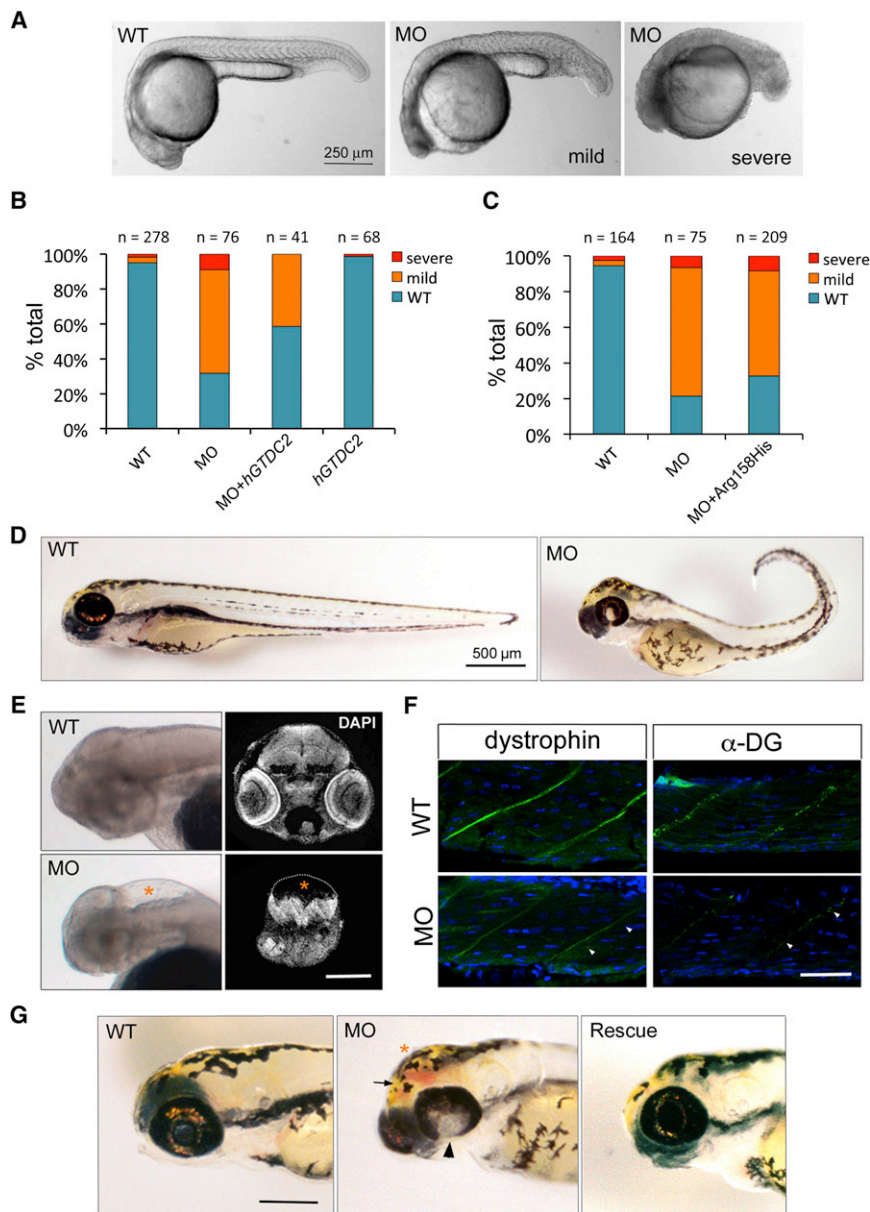 A
WT
MO
MO
250 µm
mild
severe
B
C
n = 278
n = 76
n = 41
n = 68
100%
80%
60%
40%
20%
0%
% total
severe
mild
WT
WT
MO
MO+hGTDC2
hGTDC2
n = 164
n = 75
n = 209
100%
80%
60%
40%
20%
0%
% total
severe
mild
WT
WT
MO
MO+Arg158His
D
WT
MO
500 µm
E
WT
DAPI
MO
*
*
F
dystrophin
α-DG
WT
MO
G
WT
MO
*
Rescue